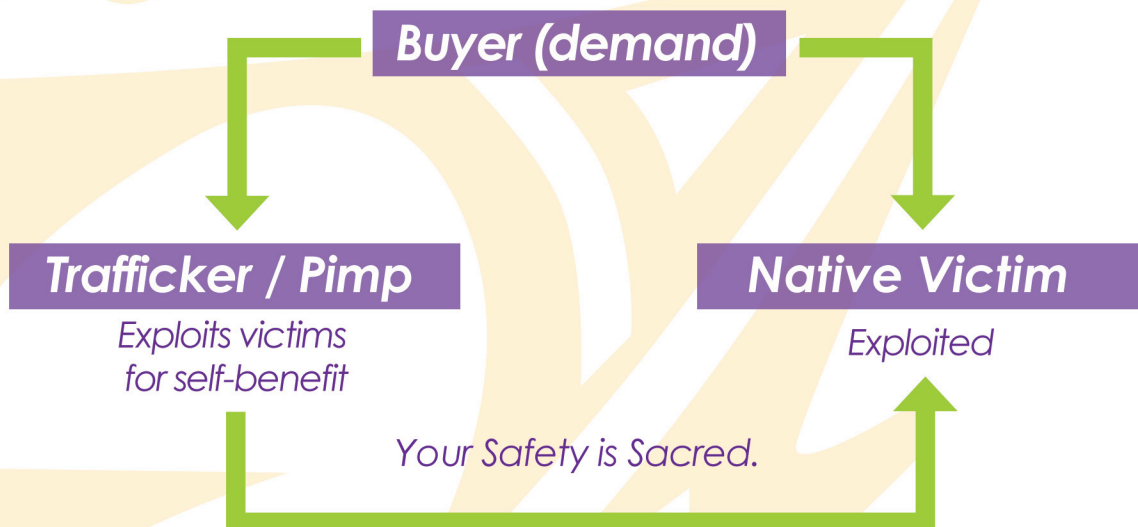 Buyer (demand)
Trafficker / Pimp
Exploits victims
for self-benefit
Native Victim
Exploited
Your Safety is Sacred.